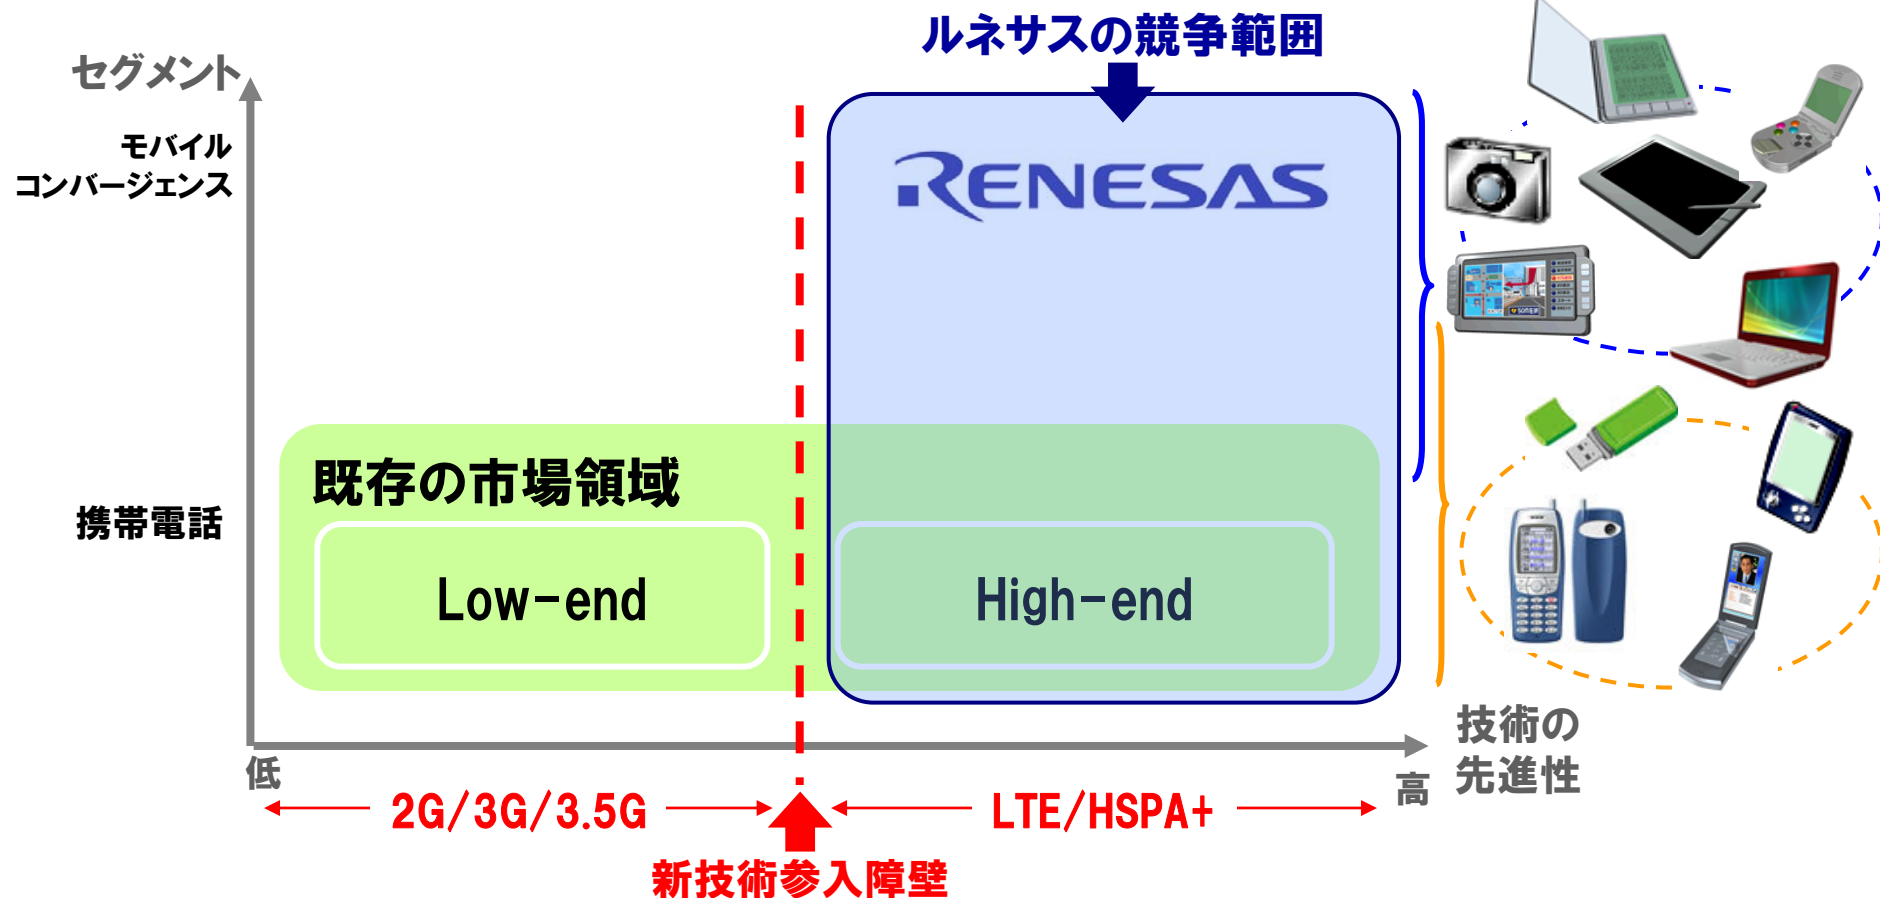 ルネサスの競争範囲
セグメント
モバイル
コンバージェンス
RENESAS
既存の市場領域
携帯電話
Low-end
High-end
技術の
先進性
低
高
2G/3G/3.5G
LTE/HSPA+
新技術参入障壁